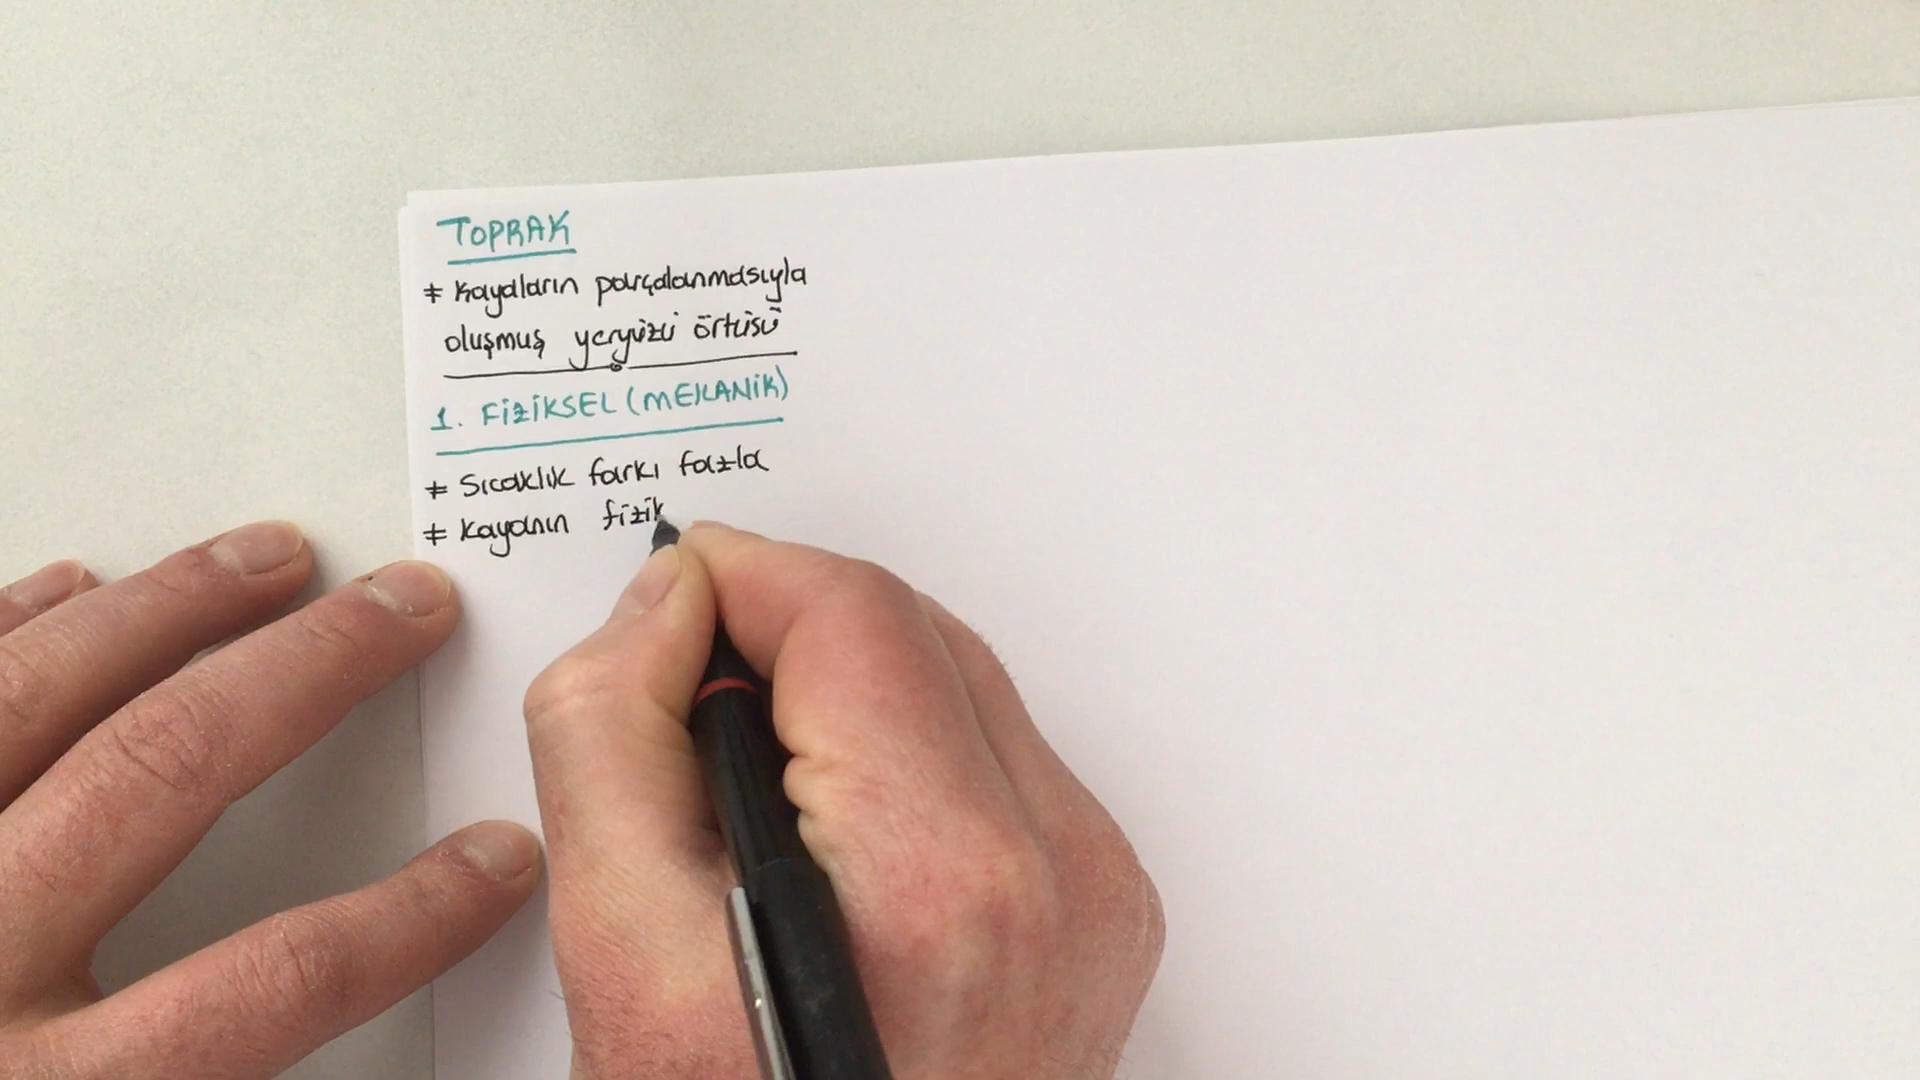 TOPRAK
* Kayaların parçalanmasıyla
oluşmuş yeryüzü örtüsü
1. FİZİKSEL (MEKANİK)
* Sıcaklık farkı fazla
* Kayanın fizik